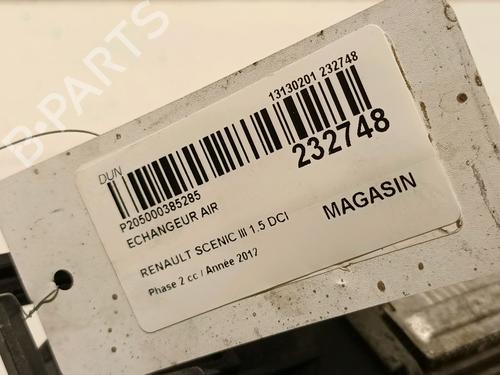 B-PARTS
13130201 232748
DUN
232748
P205000385285
ECHANGEUR AIR
RENAULT SCENIC III 1.5 DCI
MAGASIN
Phase 2 cc / Année 2012